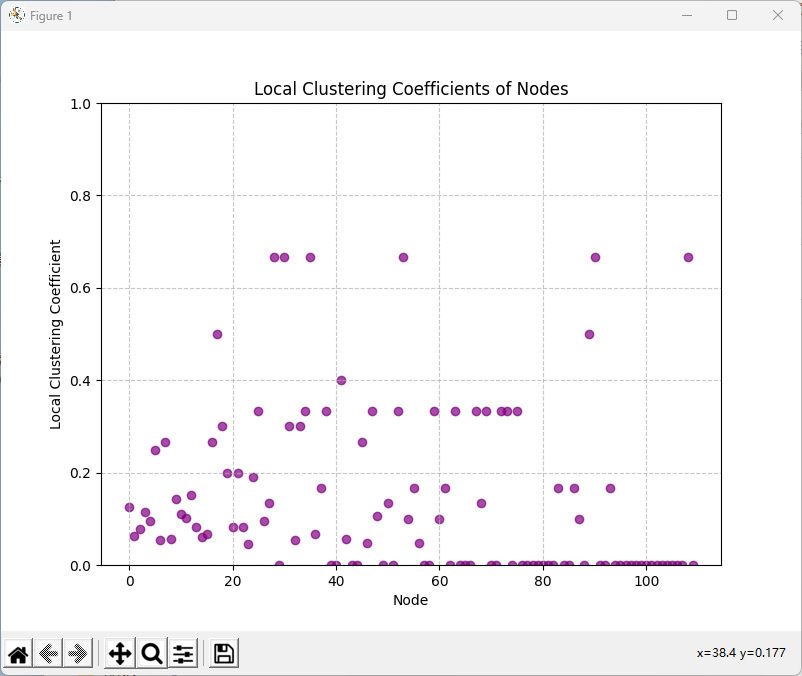 Figure 1
Local Clustering Coefficients of Nodes
1.0
0.8
0.6
0.4
0.2
0.0
Local Clustering Coefficient
0 20 40 60 80 100
Node
x=38.4 y=0.177